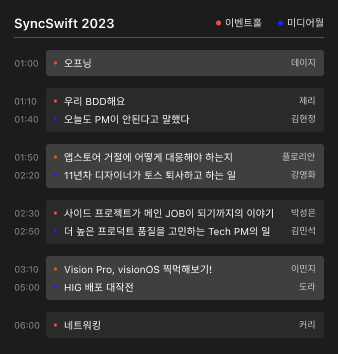 SyncSwift 2023 이벤트홀 미디어월
01:00 오프닝 데이지
01:10 우리 BDD해요 제리
01:40 오늘도 PM이 안된다고 말했다 김현정
01:50 앱스토어 거절에 어떻게 대응해야 하는지 플로리안
02:20 11년차 디자이너가 토스 퇴사하고 하는 일 강영화
02:30 사이드 프로젝트가 메인 JOB이 되기까지의 이야기 박성은
02:50 더 높은 프로덕트 품질을 고민하는 Tech PM의 일 김민석
03:10 Vision Pro, visionOS 찍먹해보기! 이민지
05:00 HIG 배포 대작전 도라
06:00 네트워킹 커리